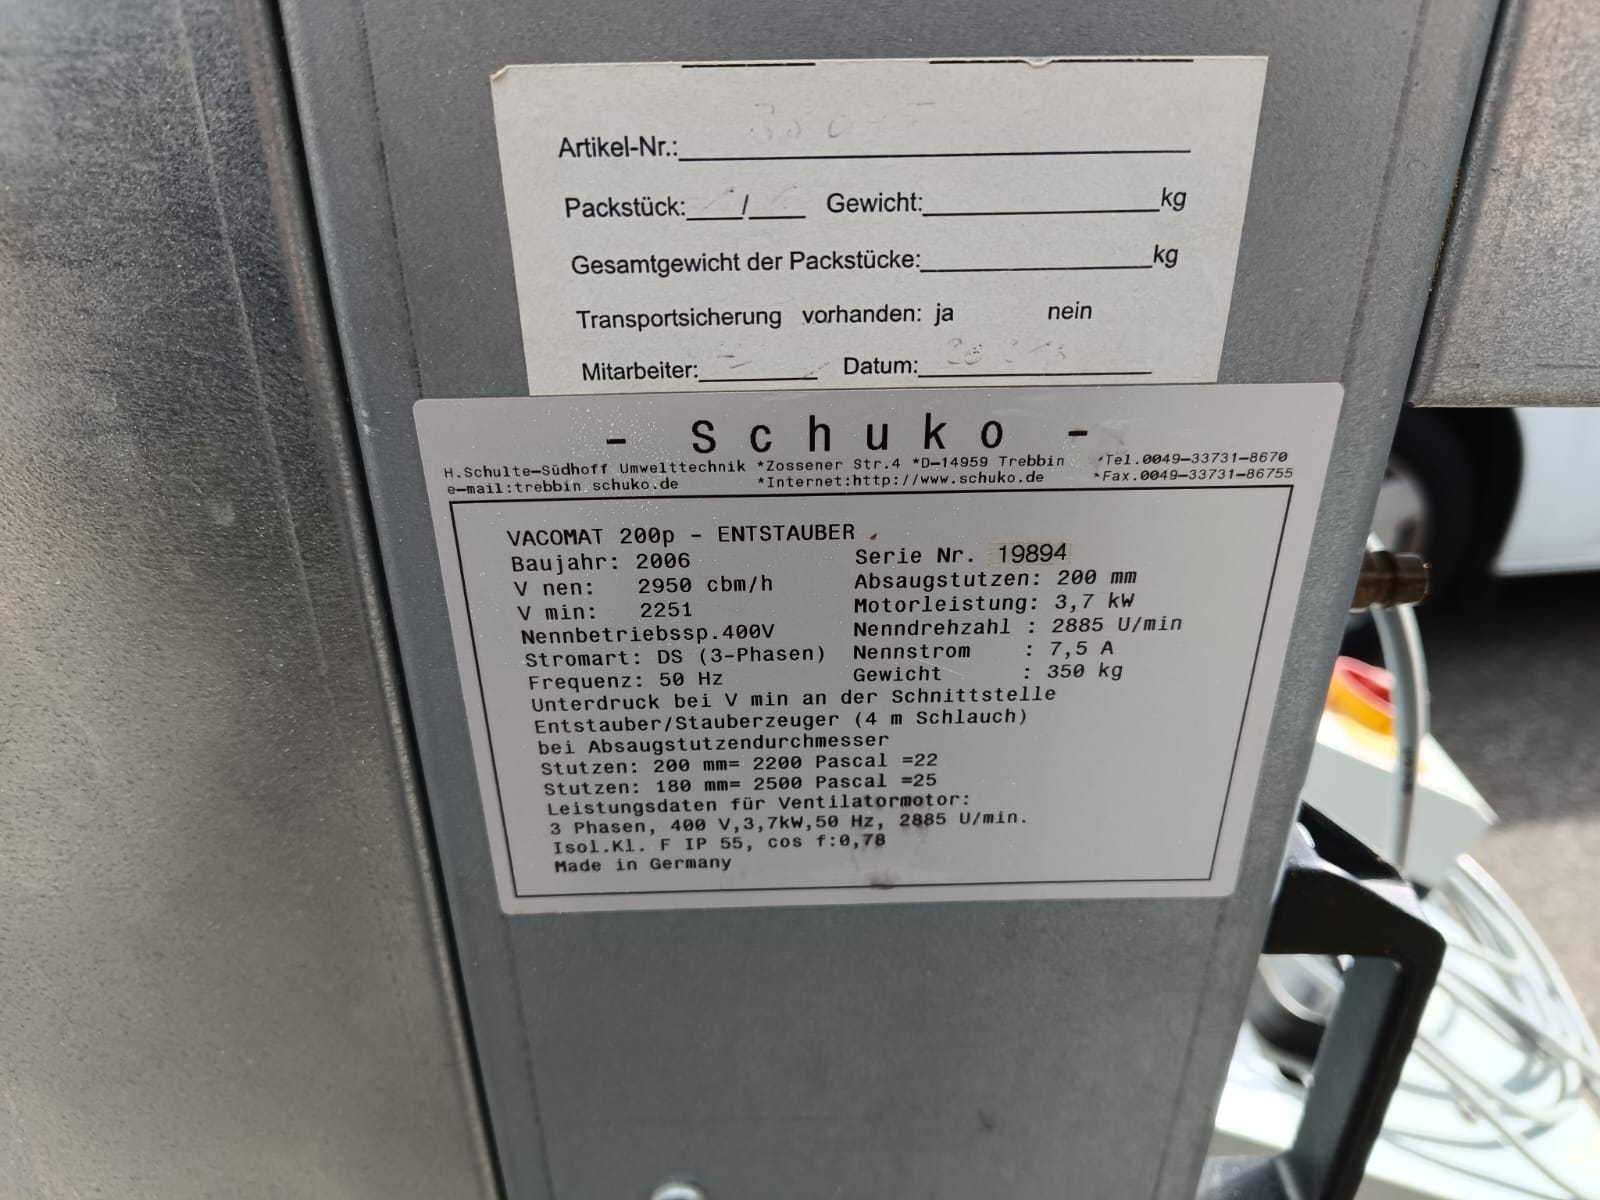 Artikel-Nr.:
Packstück: / Gewicht: kg
Gesamtgewicht der Packstücke: kg
Transportsicherung vorhanden: ja nein
Mitarbeiter: Datum:
- Schuko -
H.Schulte-Südhoff Umwelttechnik *Zossener Str.4 *D-14959 Trebbin *Tel.0049-33731-8670
e-mail:trebbin schuko.de *Internet:http://www.schuko.de *Fax.0049-33731-86755
VACOMAT 200p - ENTSTAUBER
Baujahr: 2006 Serie Nr. 19894
V nen: 2950 cbm/h Absaugstutzen: 200 mm
V min: 2251 Motorleistung: 3,7 kW
Nennbetriebssp.400V Nenndrehzahl : 2885 U/min
Stromart: DS (3-Phasen) Nennstrom : 7,5 A
Frequenz: 50 Hz Gewicht : 350 kg
Unterdruck bei V min an der Schnittstelle
Entstauber/Stauberzeuger (4 m Schlauch)
bei Absaugstutzendurchmesser
Stutzen: 200 mm= 2200 Pascal =22
Stutzen: 180 mm= 2500 Pascal =25
Leistungsdaten für Ventilatormotor:
3 Phasen, 400 V,3,7kW,50 Hz, 2885 U/min.
Isol.Kl. F IP 55, cos f:0,78
Made in Germany